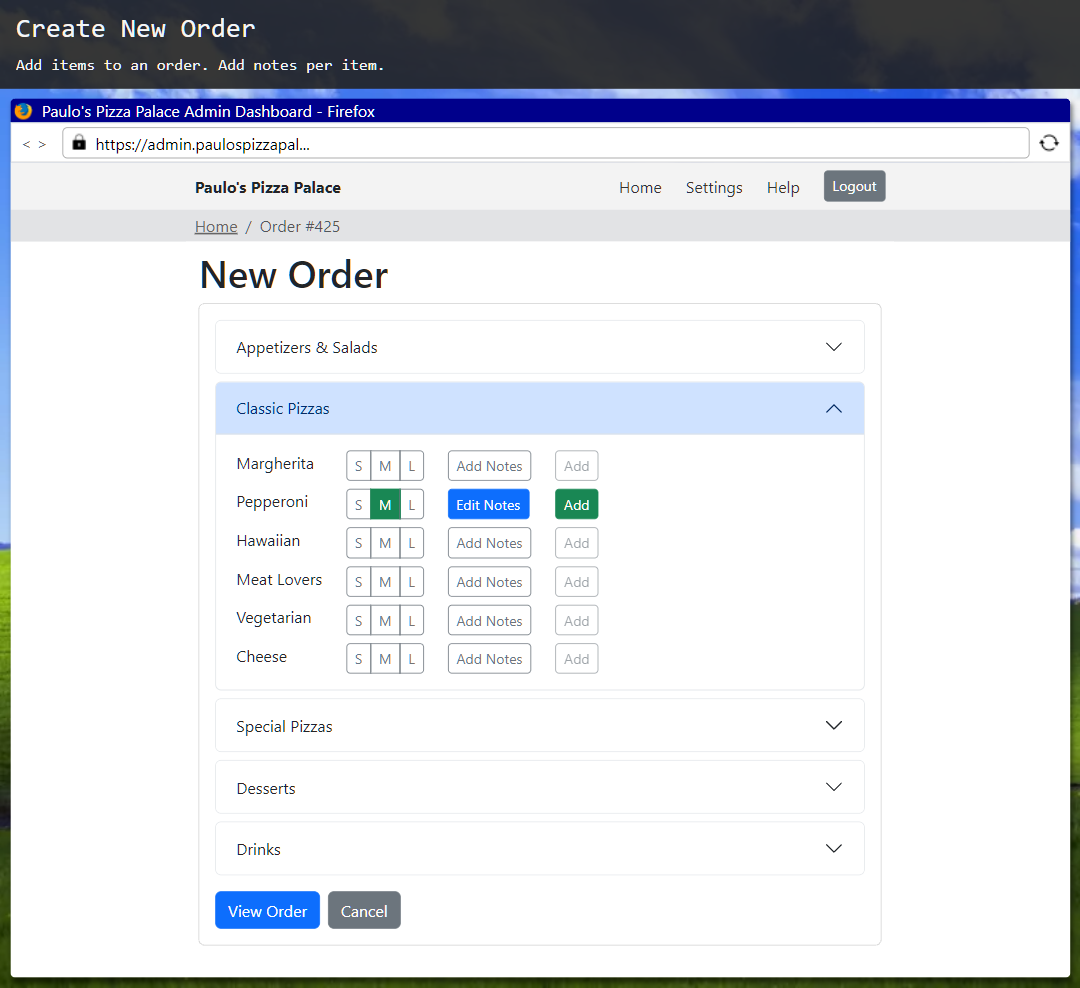 Create New Order
Add items to an order. Add notes per item.
Paulo's Pizza Palace Admin Dashboard - Firefox
< > https://admin.paulospizzapal...
Paulo's Pizza Palace Home Settings Help Logout
Home / Order #425
New Order
Appetizers & Salads
Classic Pizzas
Margherita S M L Add Notes Add
Pepperoni S M L Edit Notes Add
Hawaiian S M L Add Notes Add
Meat Lovers S M L Add Notes Add
Vegetarian S M L Add Notes Add
Cheese S M L Add Notes Add
Special Pizzas
Desserts
Drinks
View Order Cancel